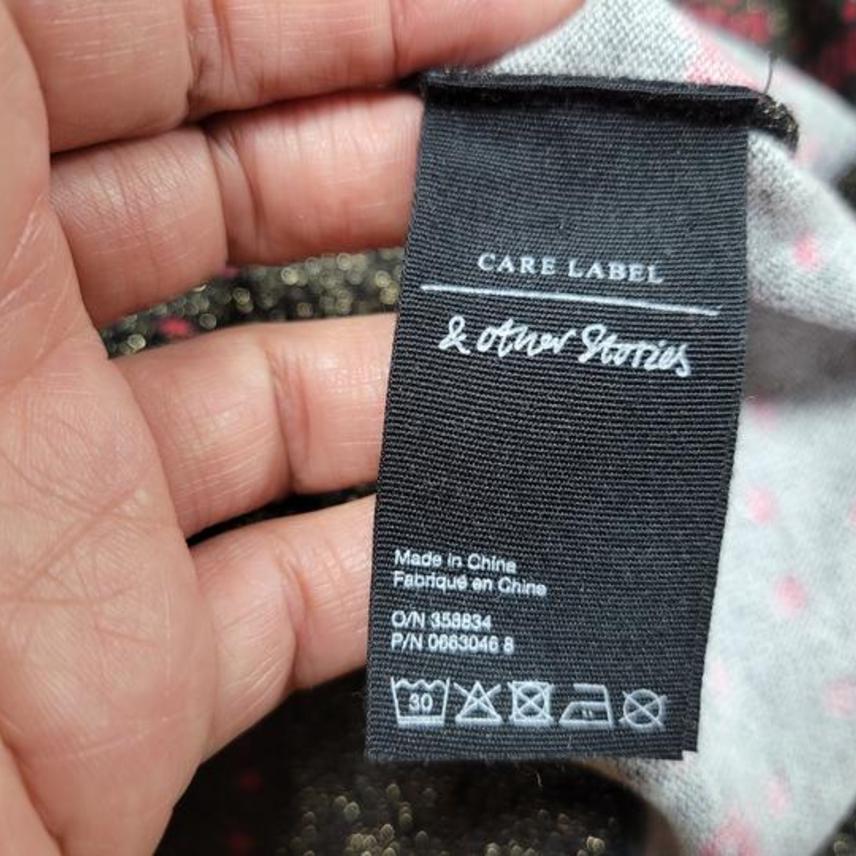 CARE LABEL
& other Stories
Made in China
Fabriqué en Chine
O/N 358834
P/N 0663046 8
30